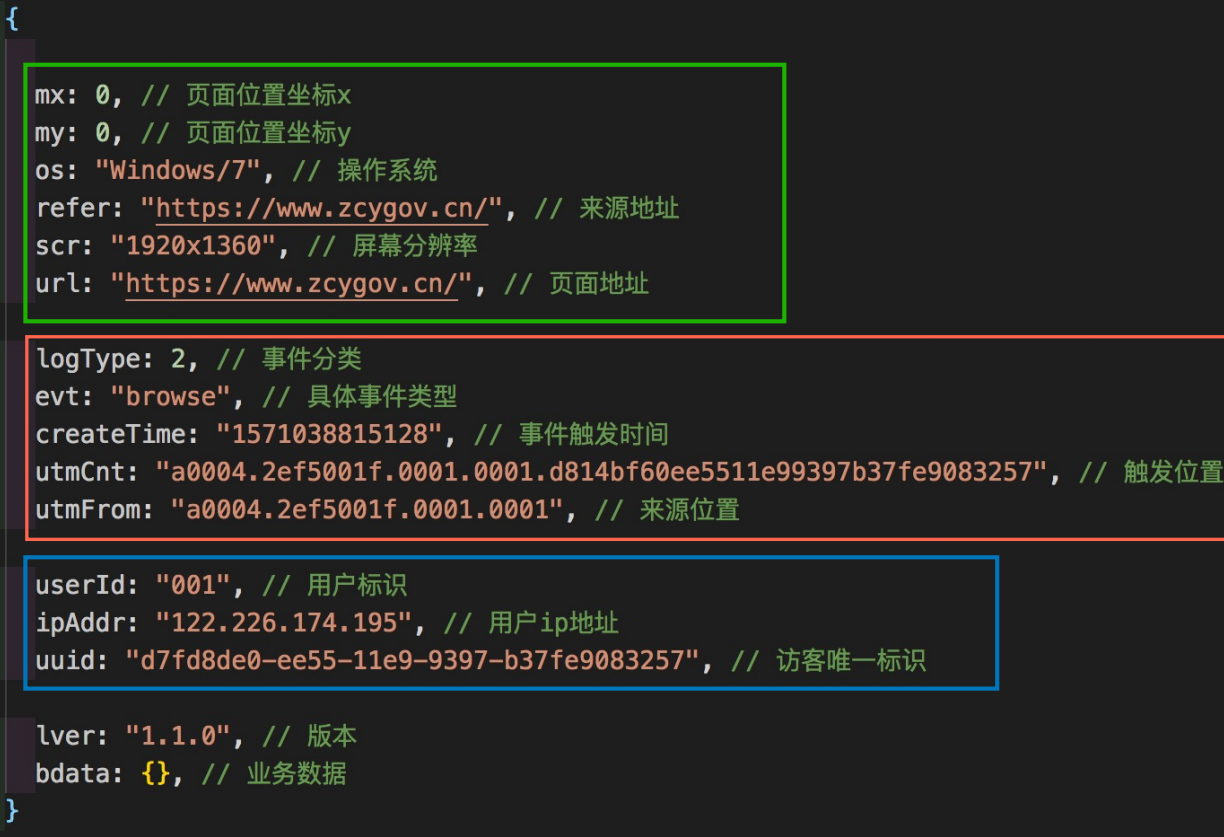 {
mx: 0, // 页面位置坐标x
my: 0, // 页面位置坐标y
os: "Windows/7", // 操作系统
refer: "https://www.zcygov.cn/", // 来源地址
scr: "1920x1360", // 屏幕分辨率
url: "https://www.zcygov.cn/", // 页面地址
logType: 2, // 事件分类
evt: "browse", // 具体事件类型
createTime: "1571038815128", // 事件触发时间
utmCnt: "a0004.2ef5001f.0001.0001.d814bf60ee5511e99397b37fe9083257", // 触发位置
utmFrom: "a0004.2ef5001f.0001.0001", // 来源位置
userId: "001", // 用户标识
ipAddr: "122.226.174.195", // 用户ip地址
uuid: "d7fd8de0-ee55-11e9-9397-b37fe9083257", // 访客唯一标识
lver: "1.1.0", // 版本
bdata: {}, // 业务数据
}